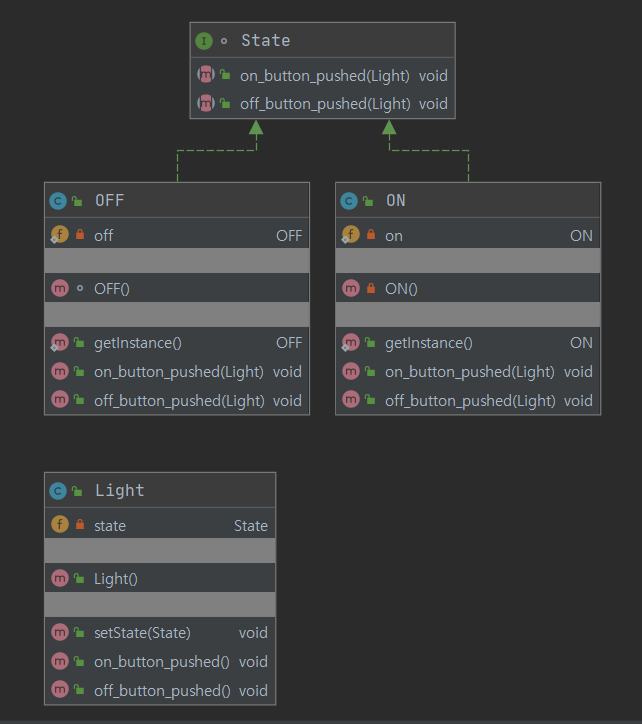 State
on_button_pushed(Light) void
off_button_pushed(Light) void
OFF
off OFF
OFF()
getInstance() OFF
on_button_pushed(Light) void
off_button_pushed(Light) void
ON
on ON
ON()
getInstance() ON
on_button_pushed(Light) void
off_button_pushed(Light) void
Light
state State
Light()
setState(State) void
on_button_pushed() void
off_button_pushed() void